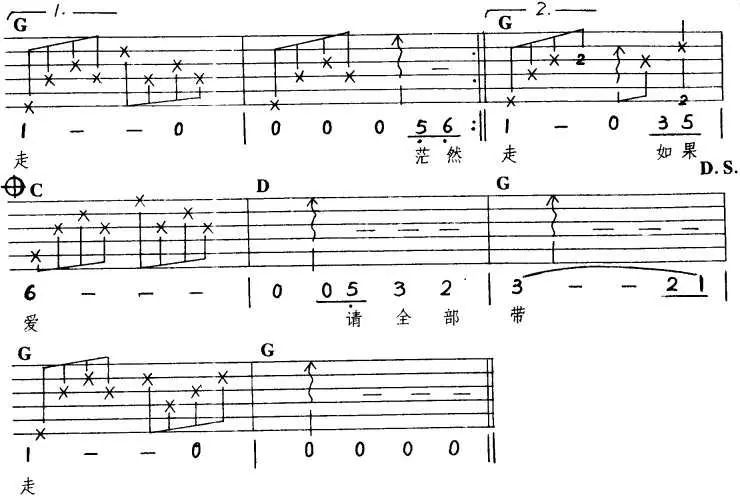 1. 2.
G G G
2 2
1 - - 0 | 0 0 0 5 6 :|| 1 - 0 3 5 |
走 茫 然 走 如 果
D. S.
C D G
6 - - - | 0 0 5 3 2 | 3 - - 2 1 |
爱 请 全 部 带
G G
1 - - 0 | 0 0 0 0 ||
走